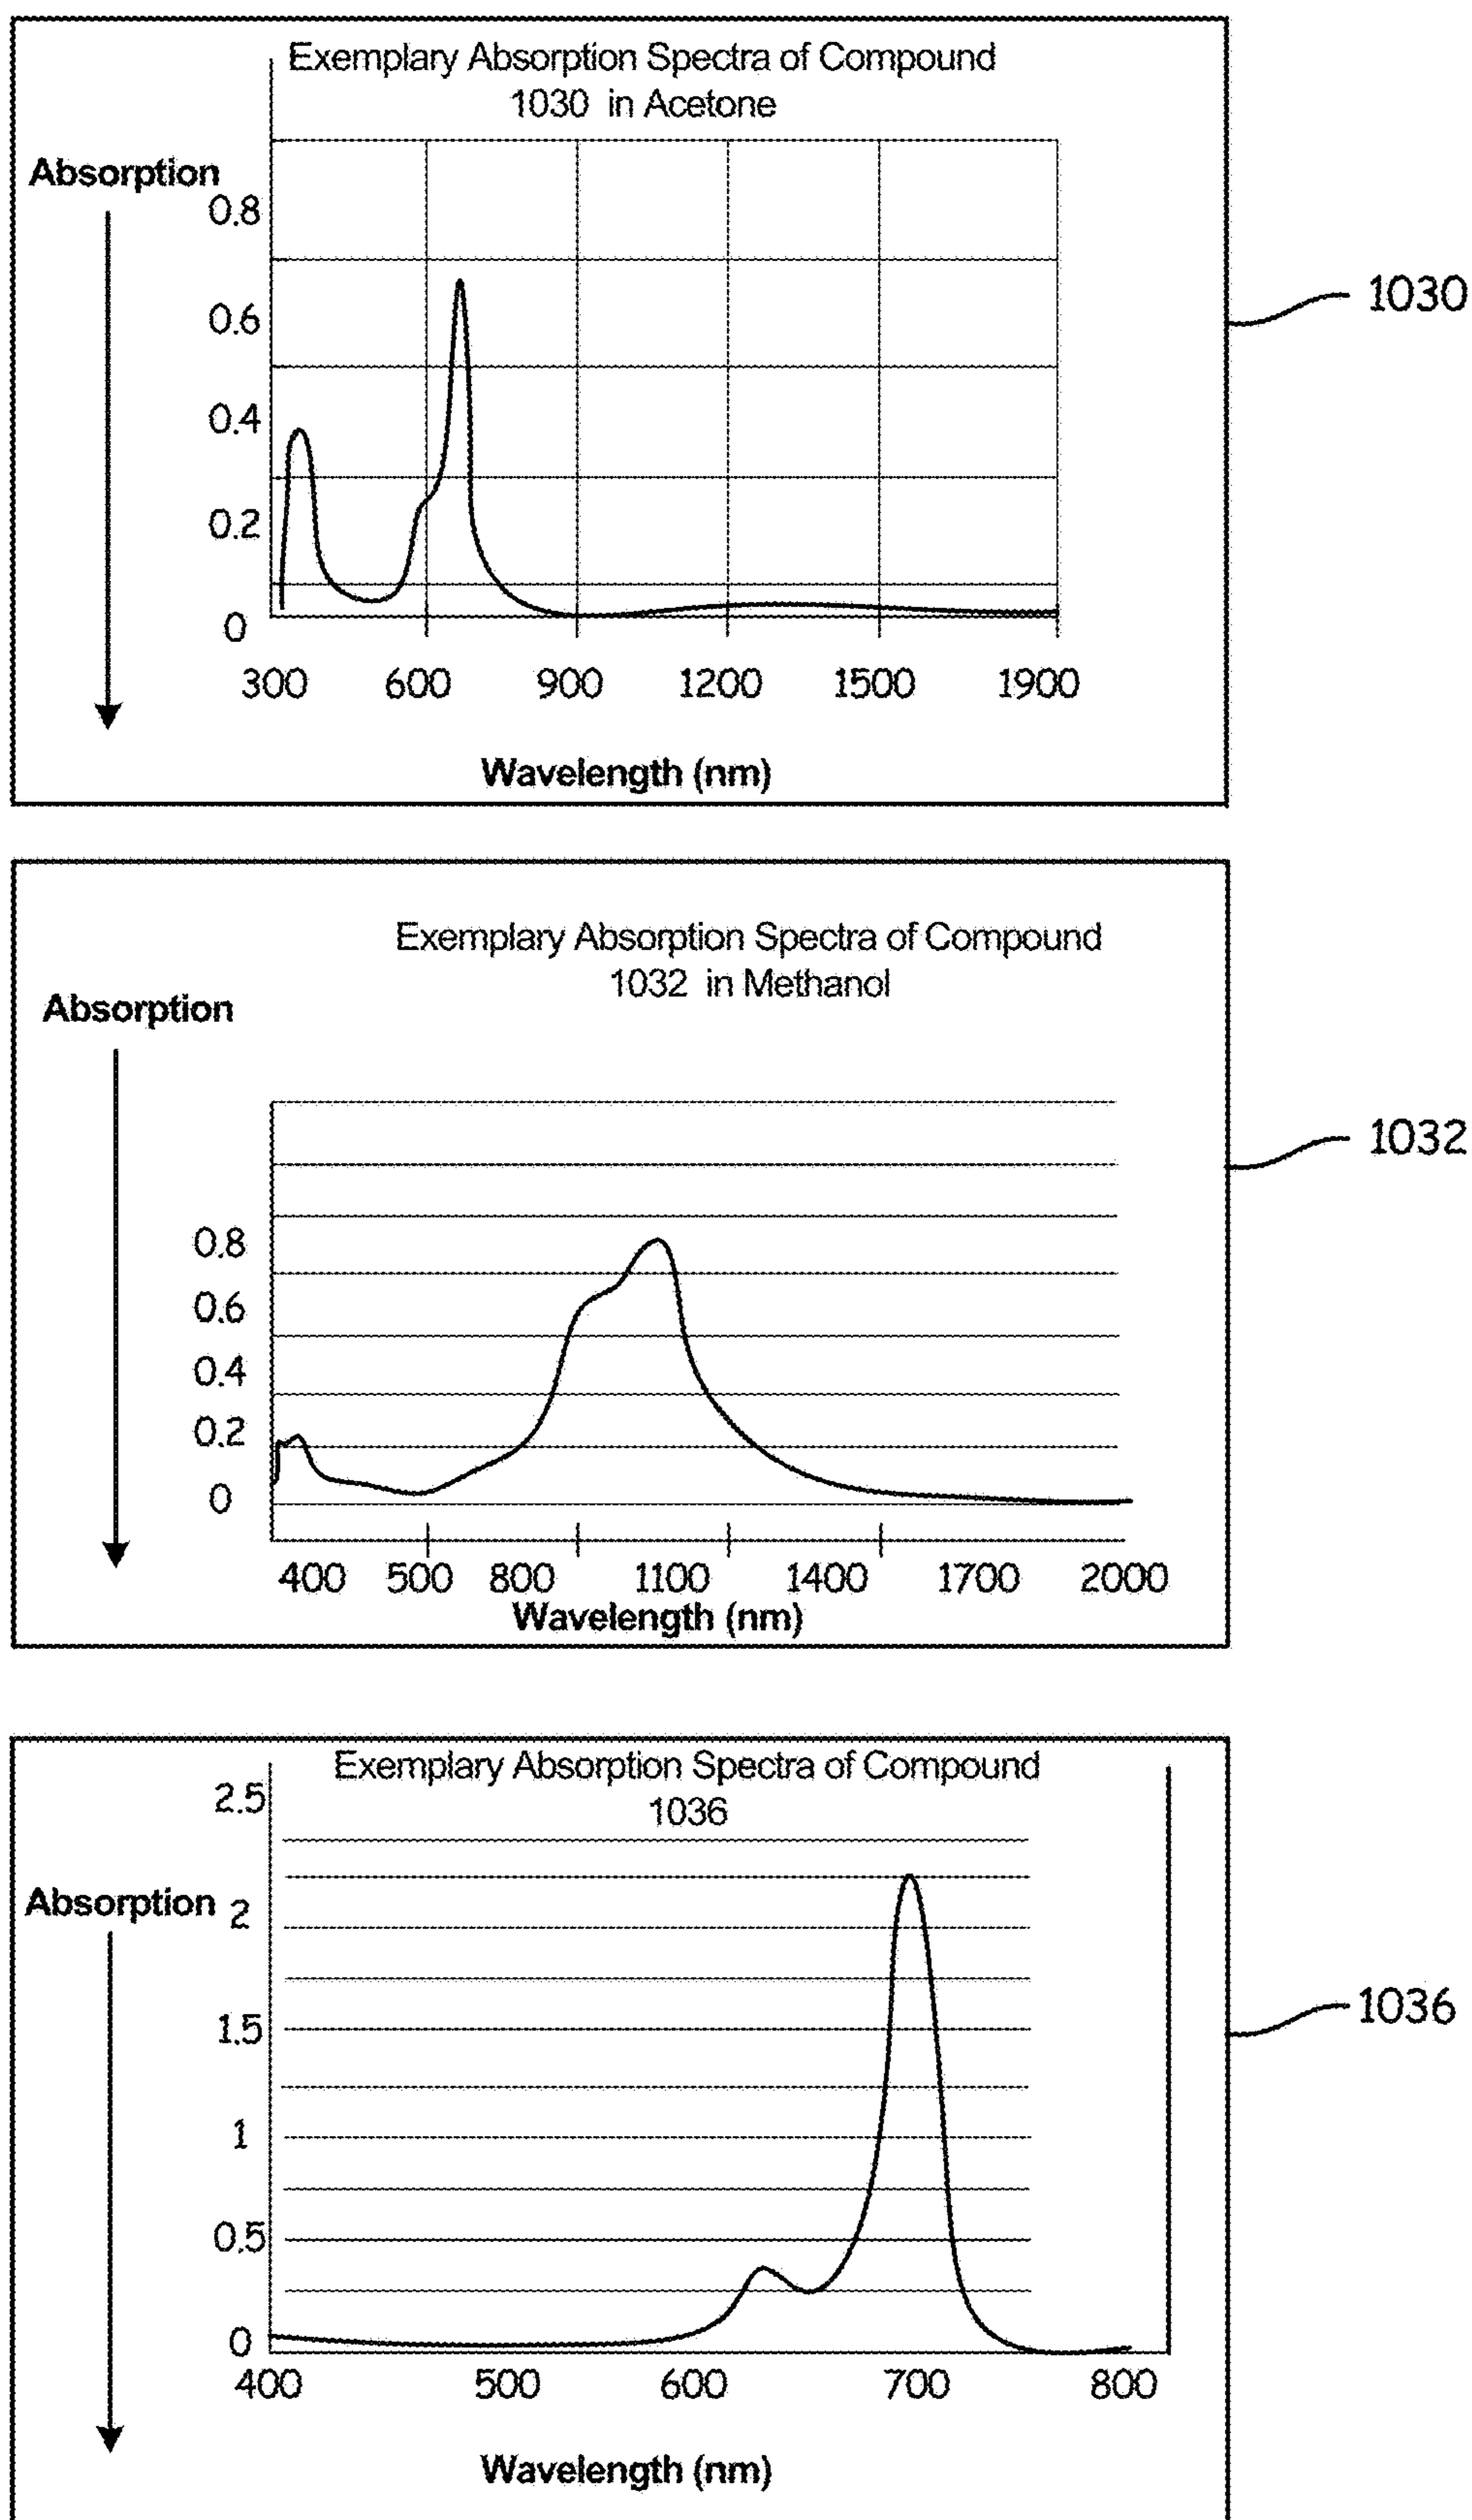 Exemplary Absorption Spectra of Compound
1030 in Acetone
Absorption
0.8
0.6
0.4
0.2
0
300 600 900 1200 1500 1900
Wavelength (nm)
1030
Exemplary Absorption Spectra of Compound
1032 in Methanol
Absorption
0.8
0.6
0.4
0.2
0
400 500 800 1100 1400 1700 2000
Wavelength (nm)
1032
Exemplary Absorption Spectra of Compound
1036
Absorption
2.5
2
1.5
1
0.5
0
400 500 600 700 800
Wavelength (nm)
1036